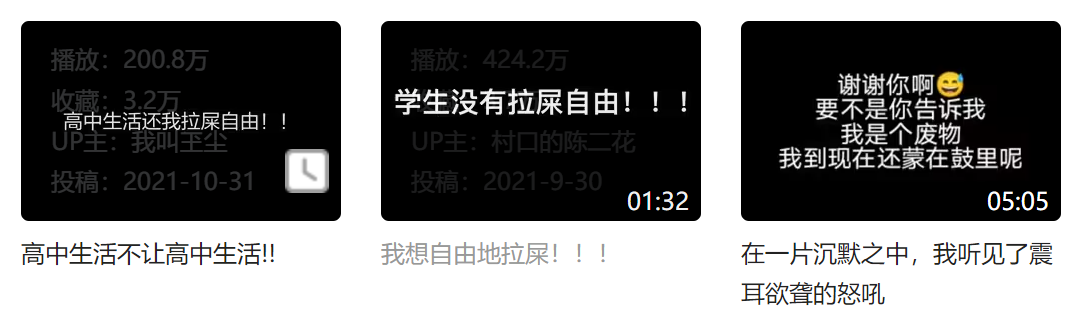 播放：200.8万
收藏：3.2万
高中生活还我拉屎自由！！
UP主：我叫王尘
投稿：2021-10-31
高中生活不让高中生活!!
播放：424.2万
学生没有拉屎自由！！！
UP主：村口的陈二花
投稿：2021-9-30
01:32
我想自由地拉屎！！！
谢谢你啊😅
要不是你告诉我
我是个废物
我到现在还蒙在鼓里呢
05:05
在一片沉默之中，我听见了震
耳欲聋的怒吼